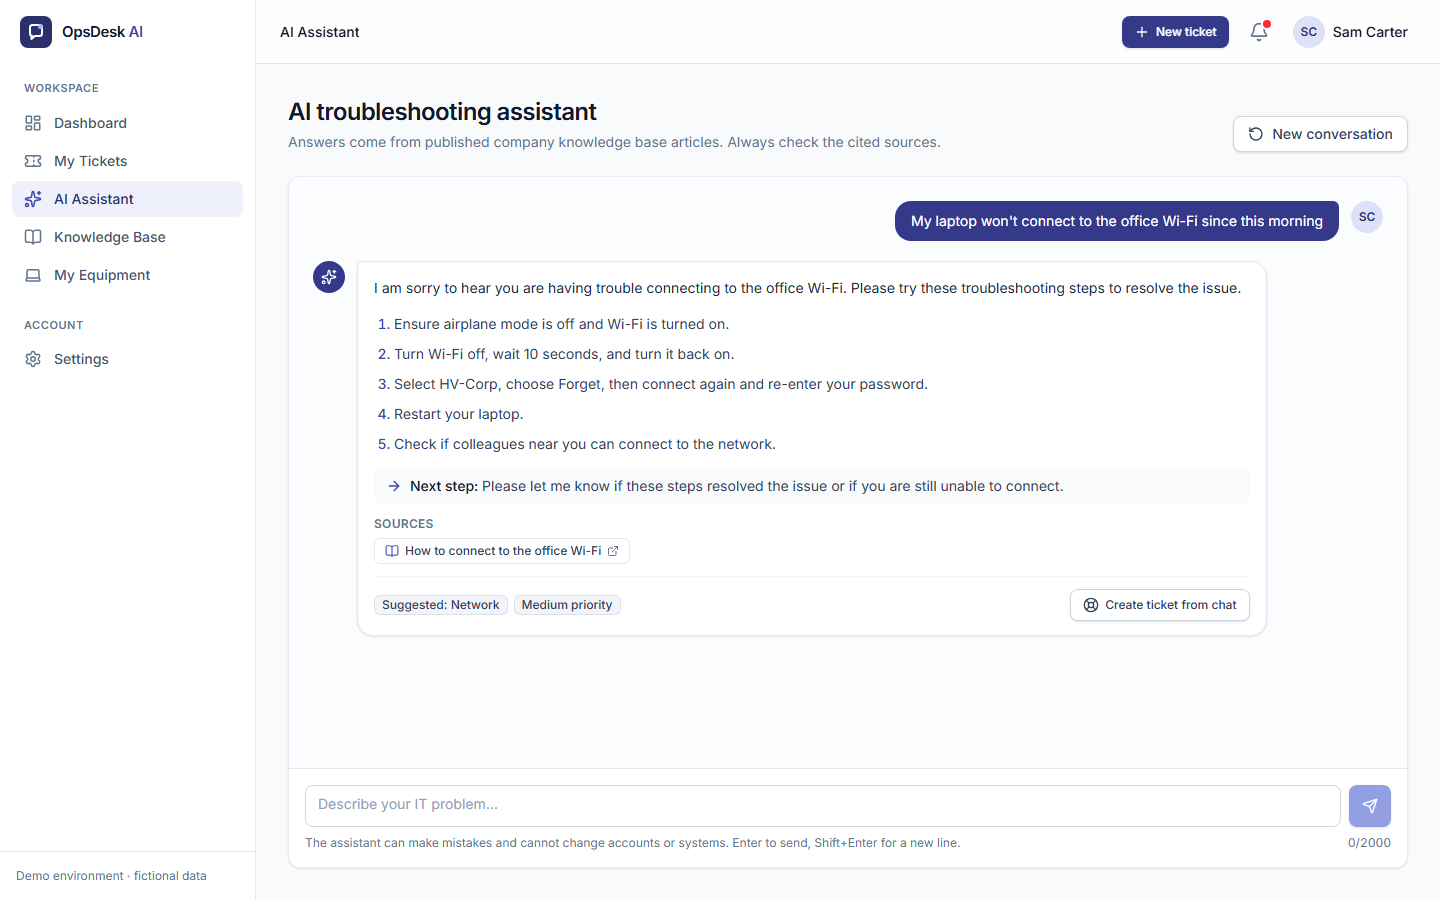 OpsDesk AI
AI Assistant
New ticket
SC
Sam Carter
WORKSPACE
Dashboard
My Tickets
AI Assistant
Knowledge Base
My Equipment
ACCOUNT
Settings
Demo environment · fictional data
AI troubleshooting assistant
Answers come from published company knowledge base articles. Always check the cited sources.
New conversation
My laptop won't connect to the office Wi-Fi since this morning
SC
I am sorry to hear you are having trouble connecting to the office Wi-Fi. Please try these troubleshooting steps to resolve the issue.
1. Ensure airplane mode is off and Wi-Fi is turned on.
2. Turn Wi-Fi off, wait 10 seconds, and turn it back on.
3. Select HV-Corp, choose Forget, then connect again and re-enter your password.
4. Restart your laptop.
5. Check if colleagues near you can connect to the network.
Next step: Please let me know if these steps resolved the issue or if you are still unable to connect.
SOURCES
How to connect to the office Wi-Fi
Suggested: Network
Medium priority
Create ticket from chat
Describe your IT problem...
The assistant can make mistakes and cannot change accounts or systems. Enter to send, Shift+Enter for a new line.
0/2000